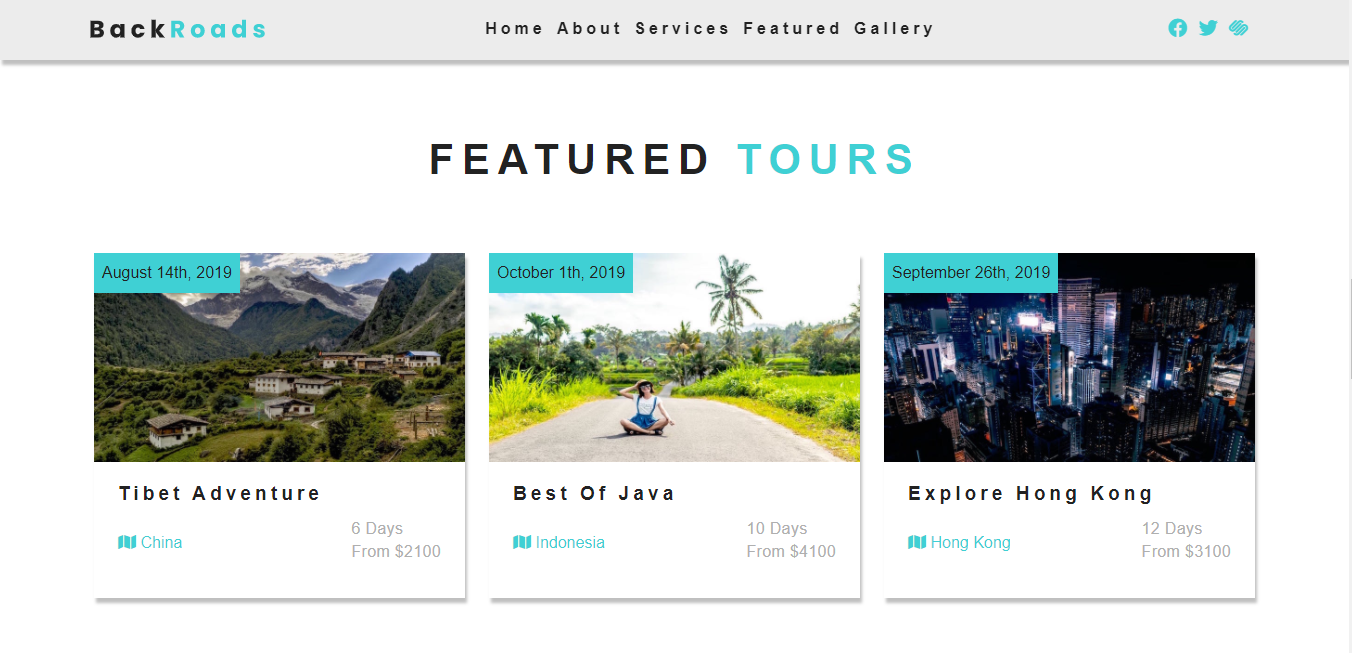 BackRoads
Home About Services Featured Gallery
FEATURED TOURS
August 14th, 2019
October 1th, 2019
September 26th, 2019
Tibet Adventure
China
6 Days
From $2100
Best Of Java
Indonesia
10 Days
From $4100
Explore Hong Kong
Hong Kong
12 Days
From $3100